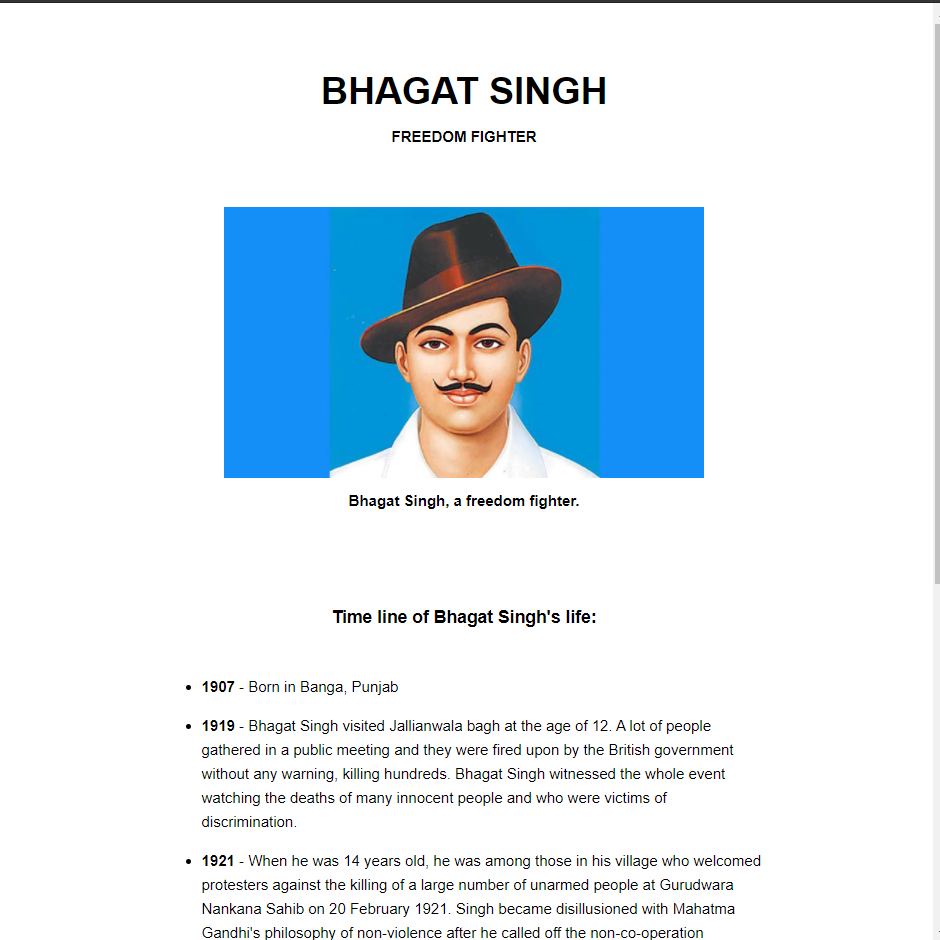 BHAGAT SINGH
FREEDOM FIGHTER
Bhagat Singh, a freedom fighter.
Time line of Bhagat Singh's life:
• 1907 - Born in Banga, Punjab
• 1919 - Bhagat Singh visited Jallianwala bagh at the age of 12. A lot of people
gathered in a public meeting and they were fired upon by the British government
without any warning, killing hundreds. Bhagat Singh witnessed the whole event
watching the deaths of many innocent people and who were victims of
discrimination.
• 1921 - When he was 14 years old, he was among those in his village who welcomed
protesters against the killing of a large number of unarmed people at Gurudwara
Nankana Sahib on 20 February 1921. Singh became disillusioned with Mahatma
Gandhi's philosophy of non-violence after he called off the non-co-operation